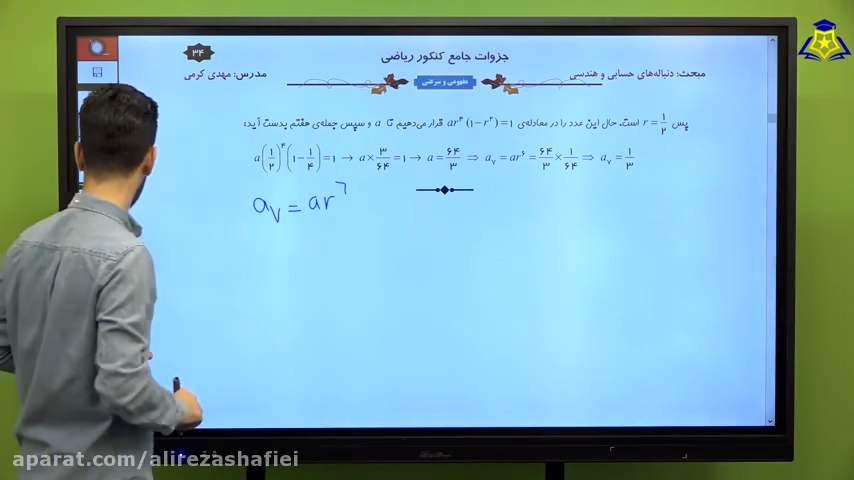 ۳۴
جزوات جامع کنکور ریاضی
مبحث: دنباله‌های حسابی و هندسی
مفهومی و سرعتی
مدرس: مهدی کرمی
پس r = ۱/۲ است. حال این عدد را در معادله‌ی ar^۴(۱−r^۲)=۱ قرار می‌دهیم تا a و سپس جمله‌ی هفتم بدست آید:
a(۱/۲)^۴(۱−۱/۴)=۱ → a×۳/۶۴=۱ → a=۶۴/۳ ⇒ a_۷=ar^۶=۶۴/۳×۱/۶۴ ⇒ a_۷=۱/۳
a_۷ = ar^۶
aparat.com/alirezashafiei